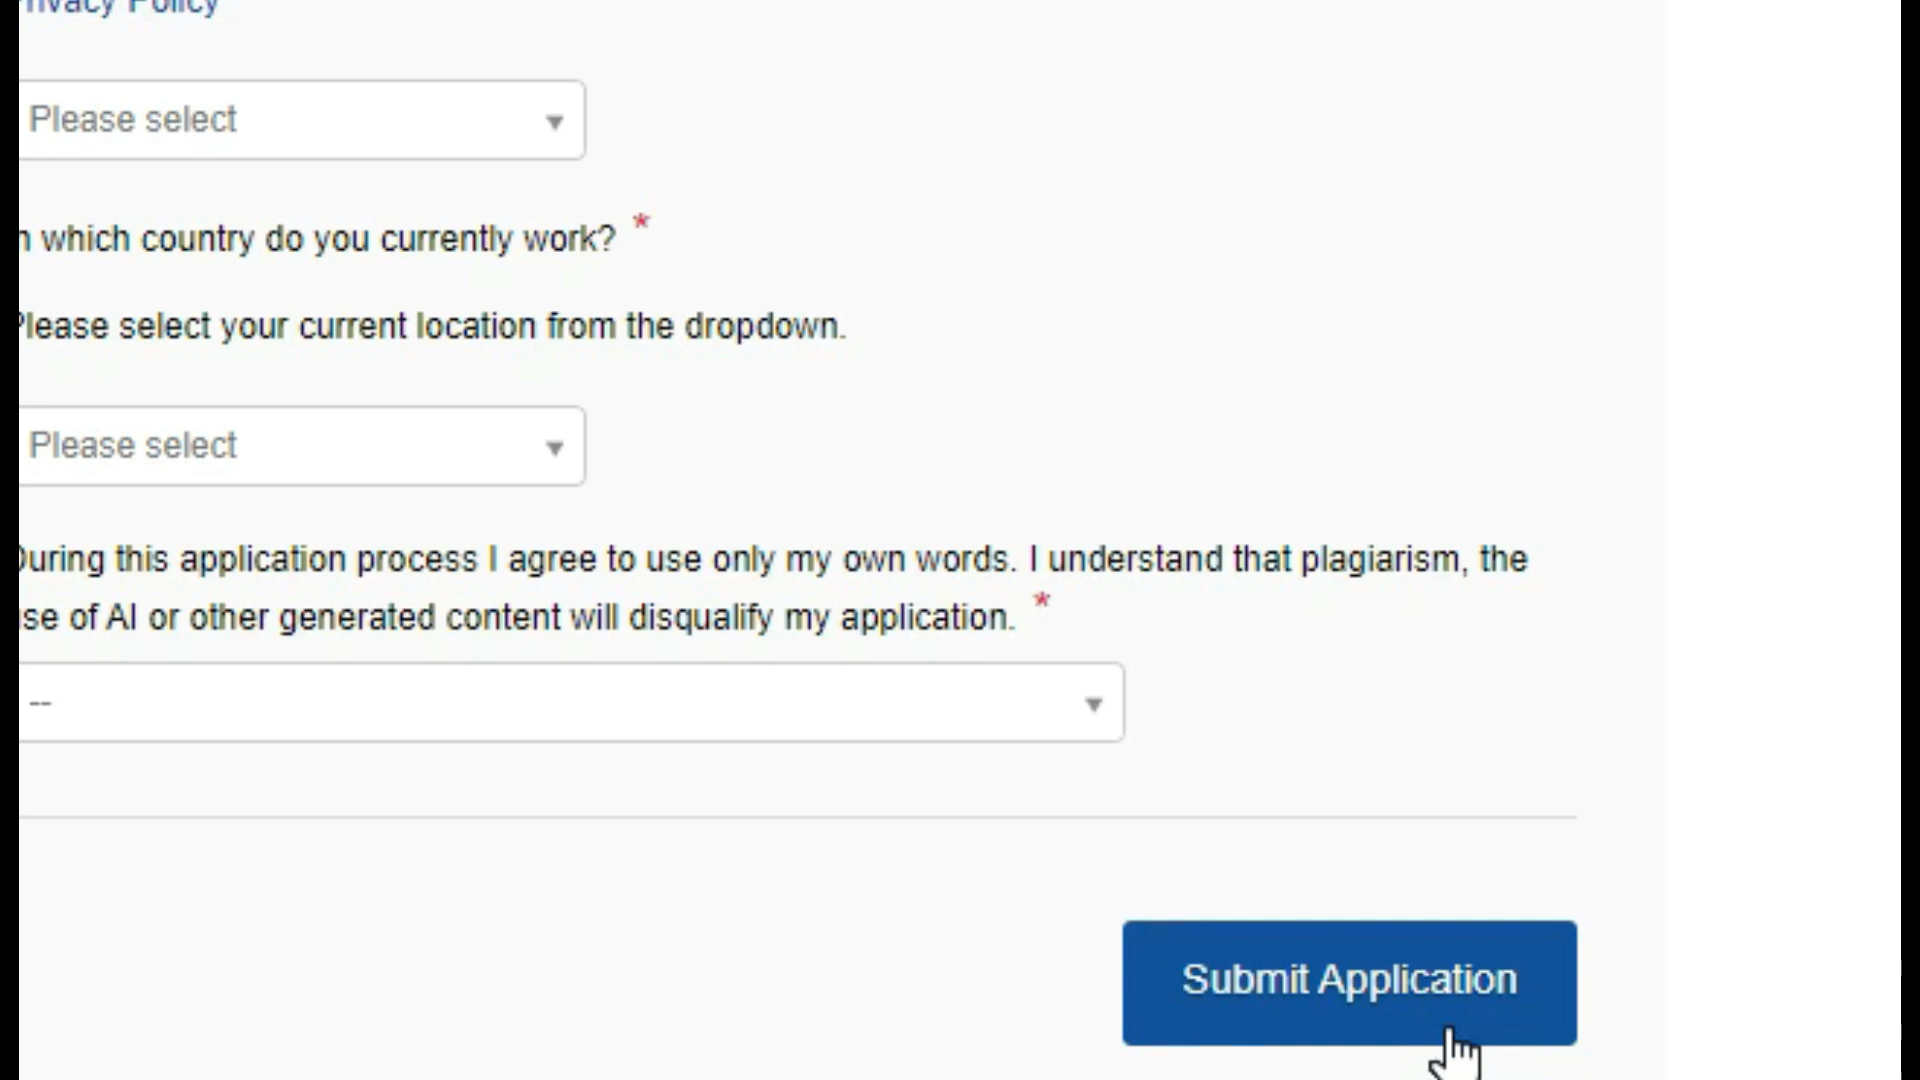 Privacy Policy
Please select
n which country do you currently work? *
Please select your current location from the dropdown.
Please select
During this application process I agree to use only my own words. I understand that plagiarism, the
se of AI or other generated content will disqualify my application. *
--
Submit Application